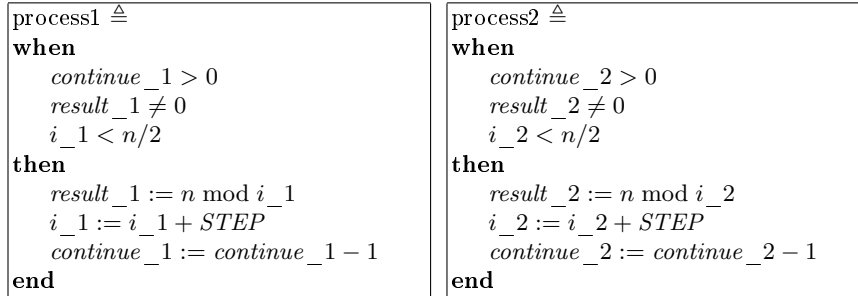 process1 ≜
when
continue_1 > 0
result_1 ≠ 0
i_1 < n/2
then
result_1 := n mod i_1
i_1 := i_1 + STEP
continue_1 := continue_1 − 1
end
process2 ≜
when
continue_2 > 0
result_2 ≠ 0
i_2 < n/2
then
result_2 := n mod i_2
i_2 := i_2 + STEP
continue_2 := continue_2 − 1
end